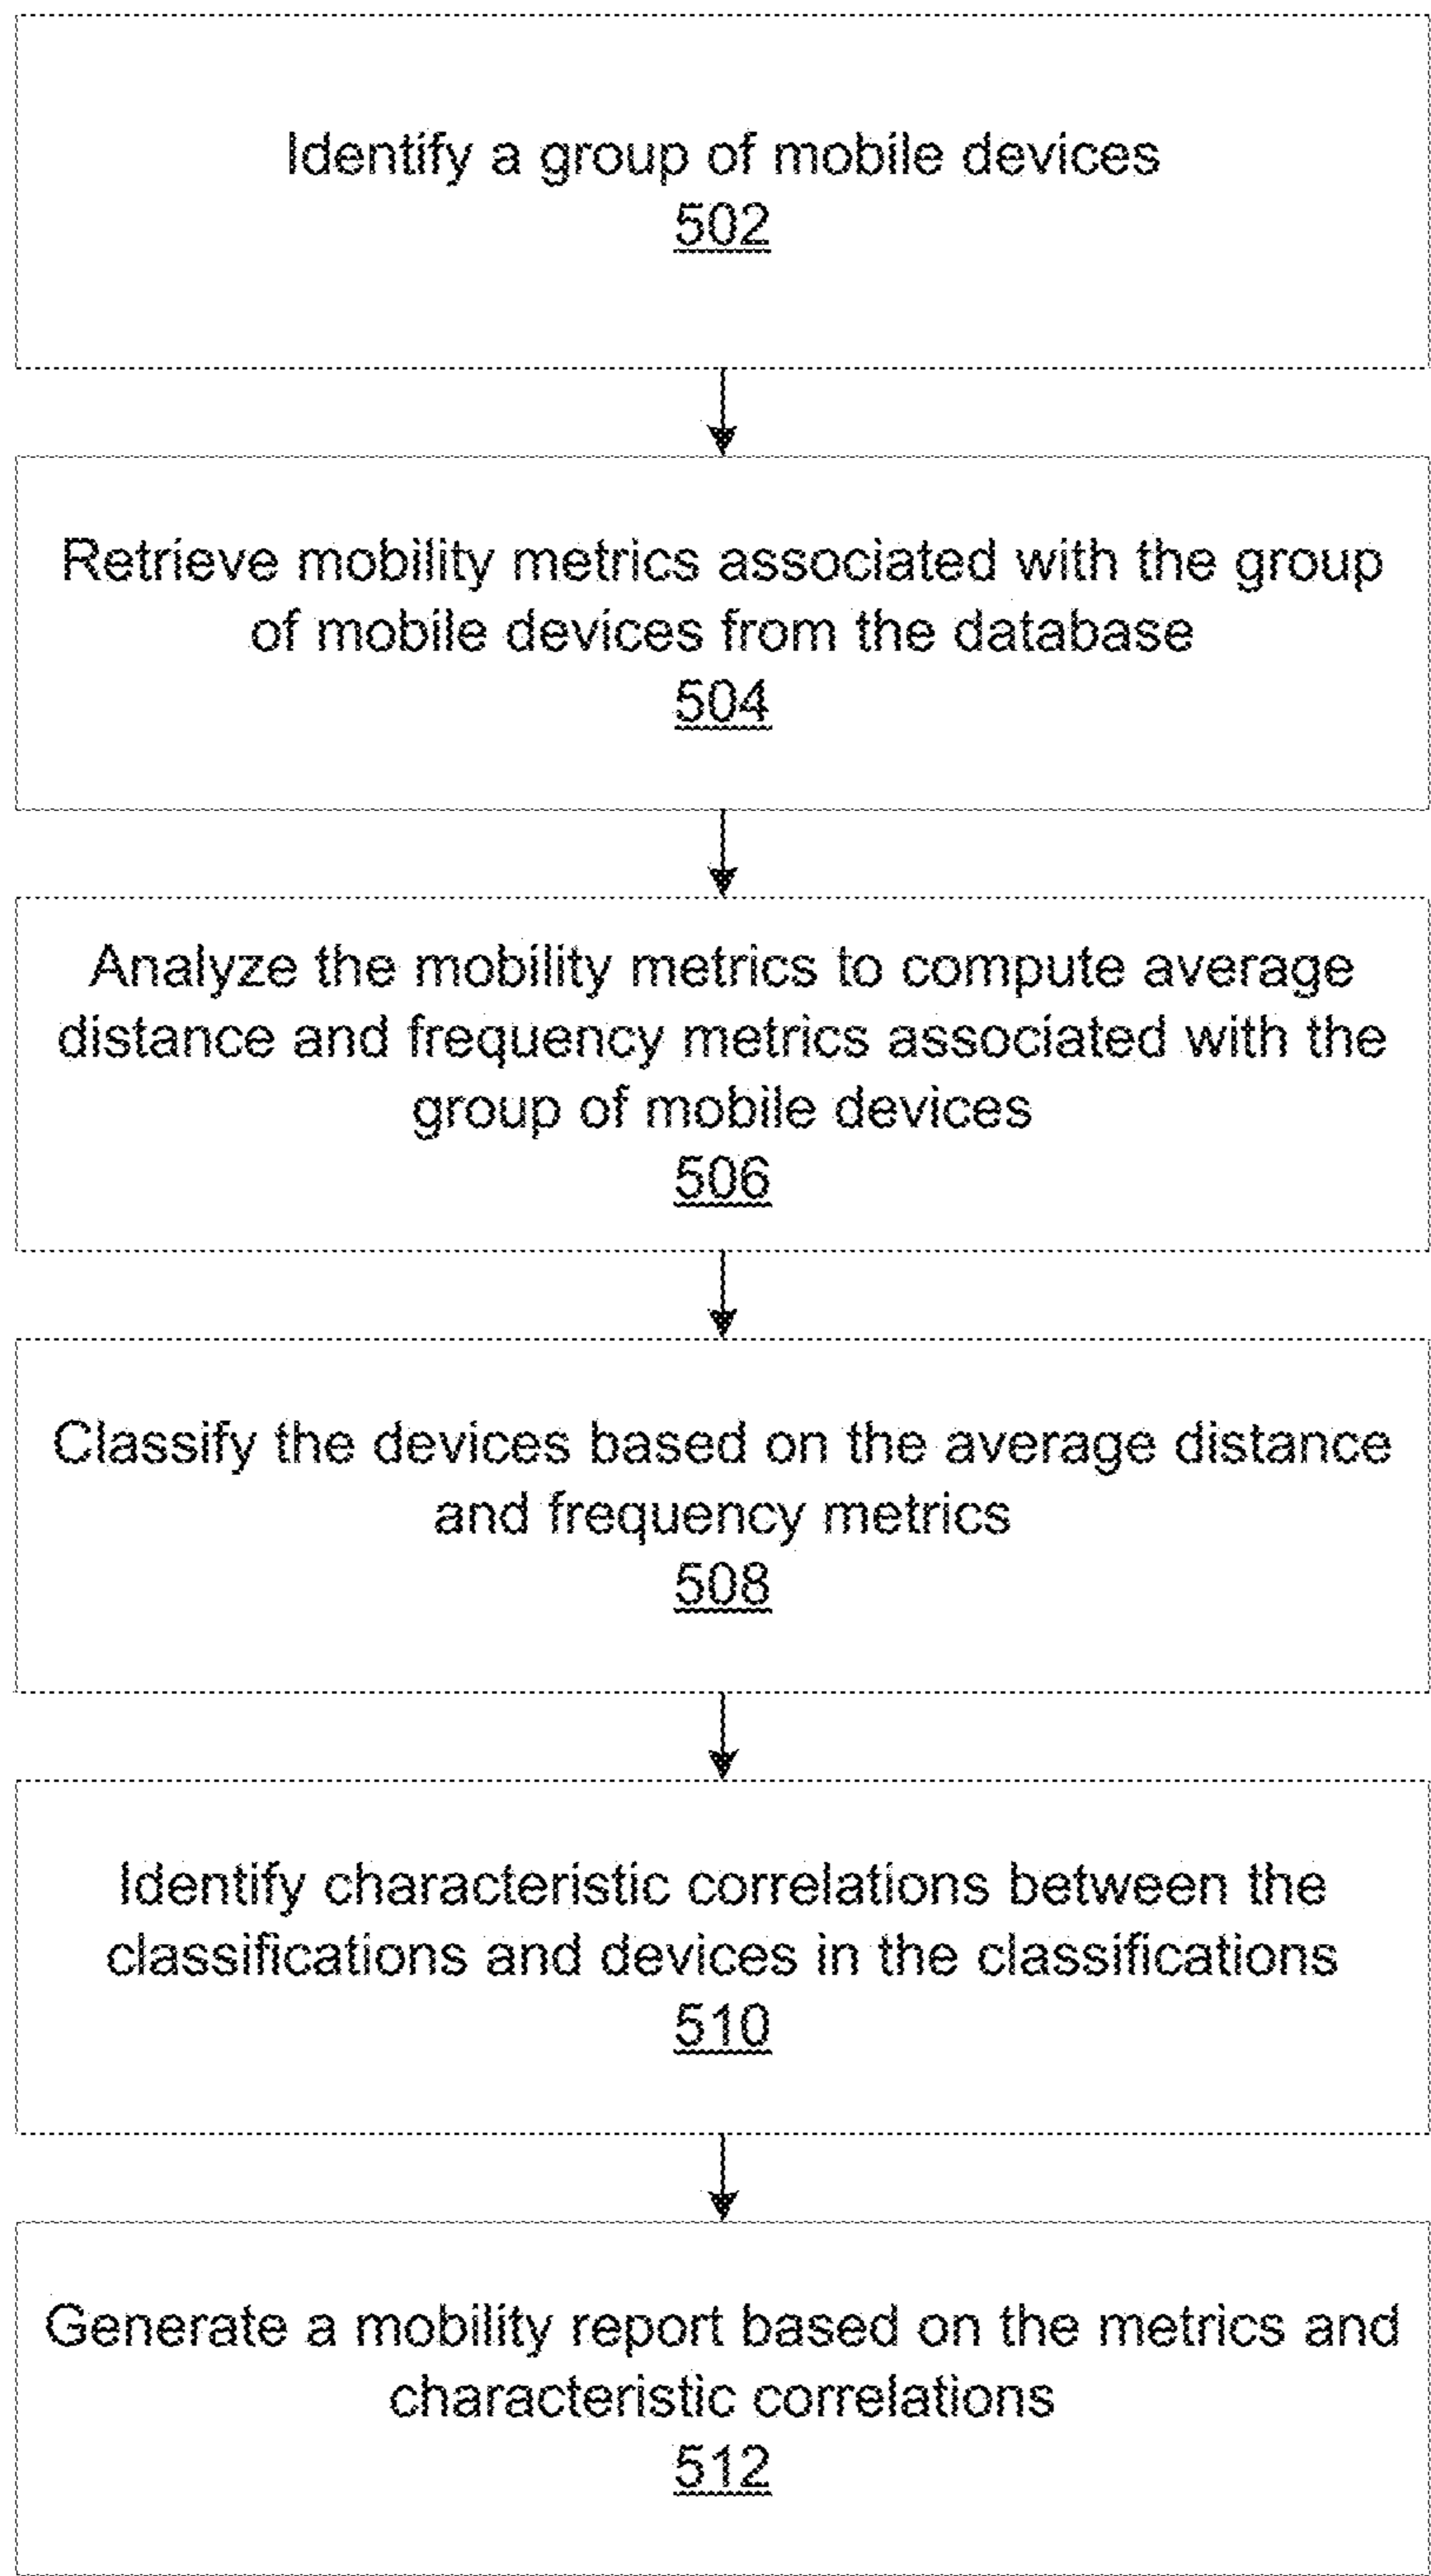 Identify a group of mobile devices
502
Retrieve mobility metrics associated with the group
of mobile devices from the database
504
Analyze the mobility metrics to compute average
distance and frequency metrics associated with the
group of mobile devices
506
Classify the devices based on the average distance
and frequency metrics
508
Identify characteristic correlations between the
classifications and devices in the classifications
510
Generate a mobility report based on the metrics and
characteristic correlations
512